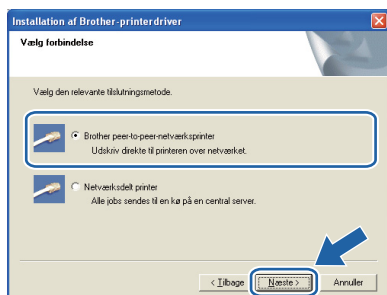 Installation af Brother-printerdriver
Vælg forbindelse
Vælg den relevante tilslutningsmetode.
Brother peer-to-peer-netværksprinter
Udskriv direkte til printeren over netværket.
Netværksdelt printer
Alle jobs sendes til en kø på en central server.
< Tilbage Næste > Annuller